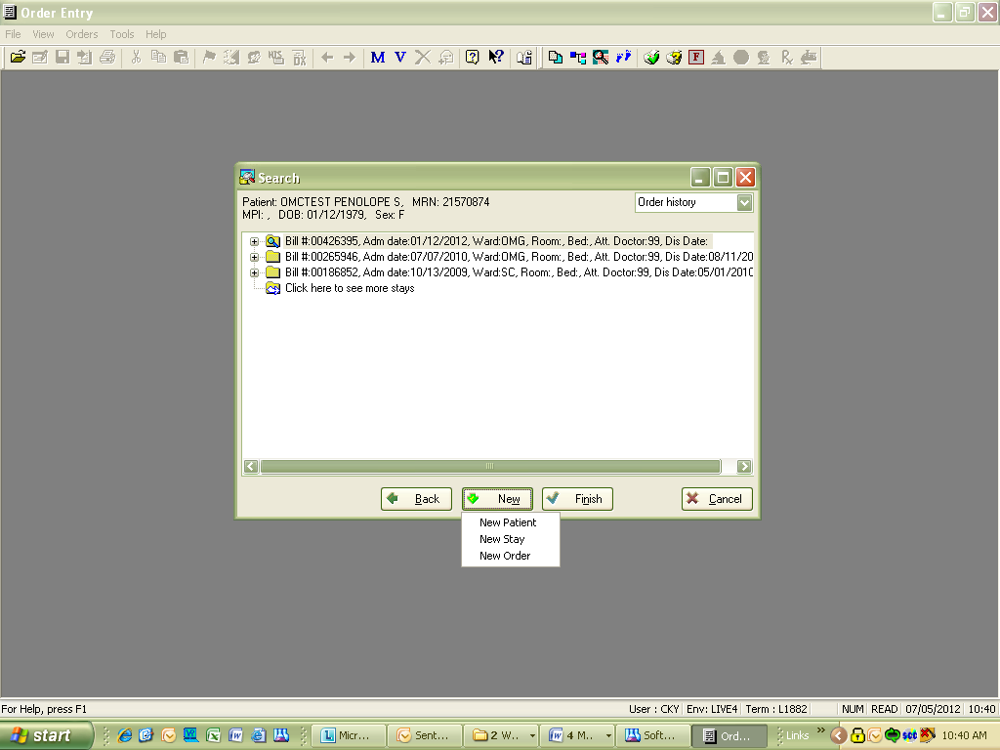 Order Entry
File View Orders Tools Help
M V F
Search
Patient: OMCTEST PENOLOPE S, MRN: 21570874
MPI: , DOB: 01/12/1979, Sex: F
Order history
Bill #:00426395, Adm date:01/12/2012, Ward:OMG, Room:, Bed:, Att. Doctor:99, Dis Date:
Bill #:00265946, Adm date:07/07/2010, Ward:OMG, Room:, Bed:, Att. Doctor:99, Dis Date:08/11/20
Bill #:00186852, Adm date:10/13/2009, Ward:SC, Room:, Bed:, Att. Doctor:99, Dis Date:05/01/2010
Click here to see more stays
Back New Finish Cancel
New Patient
New Stay
New Order
For Help, press F1 User : CKY Env: LIVE4 Term : L1882 NUM READ 07/05/2012 10:40
start Micr... Sent... 2 W... 4 M... Soft... Ord... Links » 10:40 AM